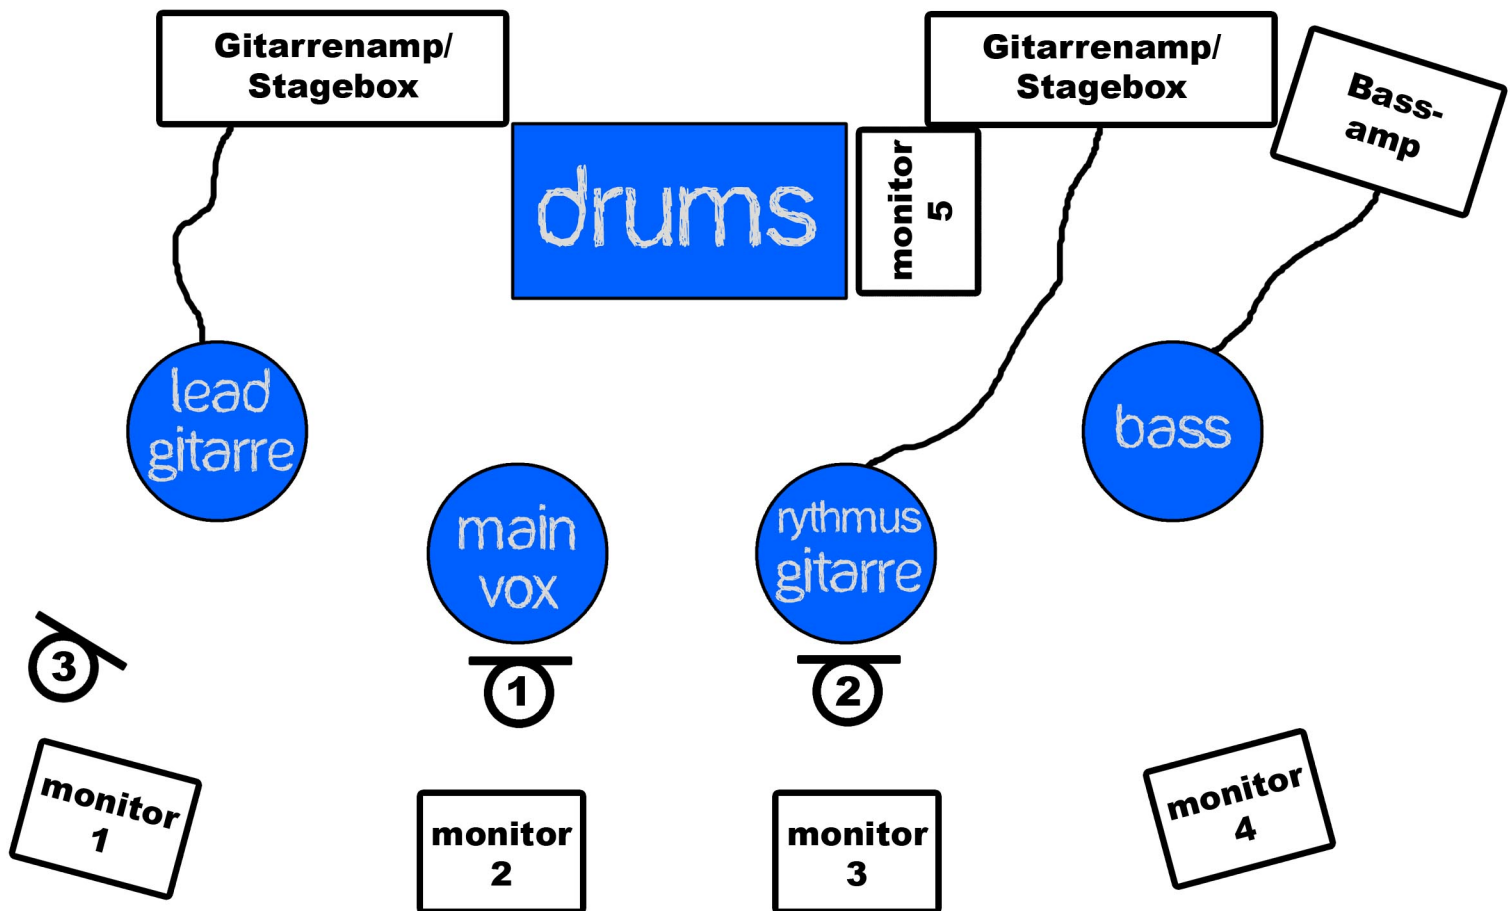 Gitarrenamp/
Stagebox
Gitarrenamp/
Stagebox
Bass-
amp
drums
monitor
5
lead
gitarre
bass
main
vox
rythmus
gitarre
3
1
2
monitor
1
monitor
2
monitor
3
monitor
4